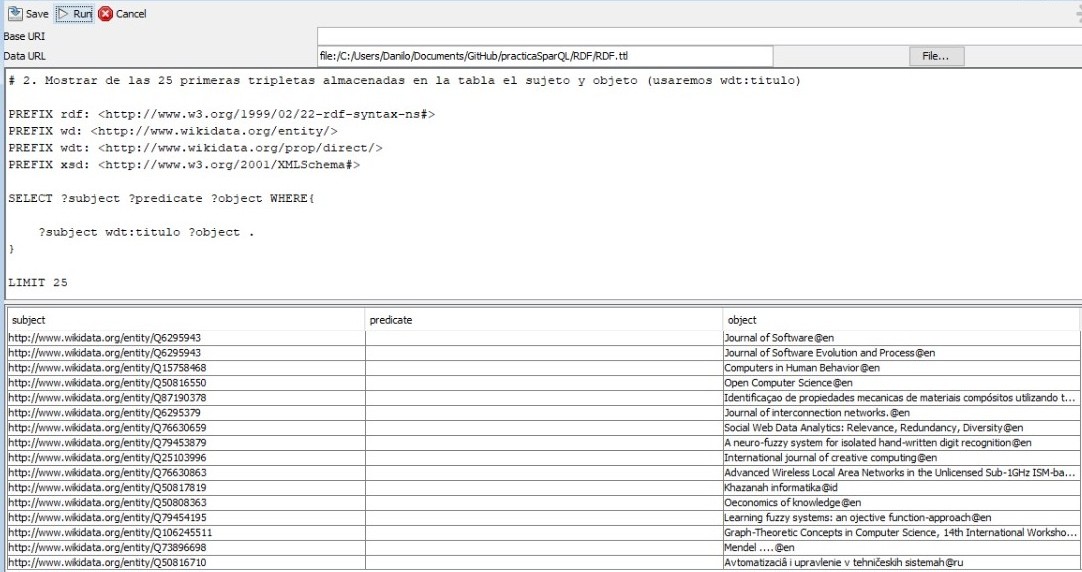 Save Run Cancel
Base URI
Data URL file:/C:/Users/Danilo/Documents/GitHub/practicaSparQL/RDF/RDF.ttl File...
# 2. Mostrar de las 25 primeras tripletas almacenadas en la tabla el sujeto y objeto (usaremos wdt:titulo)
PREFIX rdf: <http://www.w3.org/1999/02/22-rdf-syntax-ns#>
PREFIX wd: <http://www.wikidata.org/entity/>
PREFIX wdt: <http://www.wikidata.org/prop/direct/>
PREFIX xsd: <http://www.w3.org/2001/XMLSchema#>
SELECT ?subject ?predicate ?object WHERE{
?subject wdt:titulo ?object .
}
LIMIT 25
subject predicate object
http://www.wikidata.org/entity/Q6295943 Journal of Software@en
http://www.wikidata.org/entity/Q6295943 Journal of Software Evolution and Process@en
http://www.wikidata.org/entity/Q15758468 Computers in Human Behavior@en
http://www.wikidata.org/entity/Q50816550 Open Computer Science@en
http://www.wikidata.org/entity/Q87190378 Identificaçao de propiedades mecanicas de materiais compósitos utilizando t...
http://www.wikidata.org/entity/Q6295379 Journal of interconnection networks.@en
http://www.wikidata.org/entity/Q76630659 Social Web Data Analytics: Relevance, Redundancy, Diversity@en
http://www.wikidata.org/entity/Q79453879 A neuro-fuzzy system for isolated hand-written digit recognition@en
http://www.wikidata.org/entity/Q25103996 International journal of creative computing@en
http://www.wikidata.org/entity/Q76630863 Advanced Wireless Local Area Networks in the Unlicensed Sub-1GHz ISM-ba...
http://www.wikidata.org/entity/Q50817819 Khazanah informatika@id
http://www.wikidata.org/entity/Q50808363 Oeconomics of knowledge@en
http://www.wikidata.org/entity/Q79454195 Learning fuzzy systems: an ojective function-approach@en
http://www.wikidata.org/entity/Q106245511 Graph-Theoretic Concepts in Computer Science, 14th International Worksho...
http://www.wikidata.org/entity/Q73896698 Mendel ....@en
http://www.wikidata.org/entity/Q50816710 Avtomatizaciâ i upravlenie v tehničeskih sistemah@ru